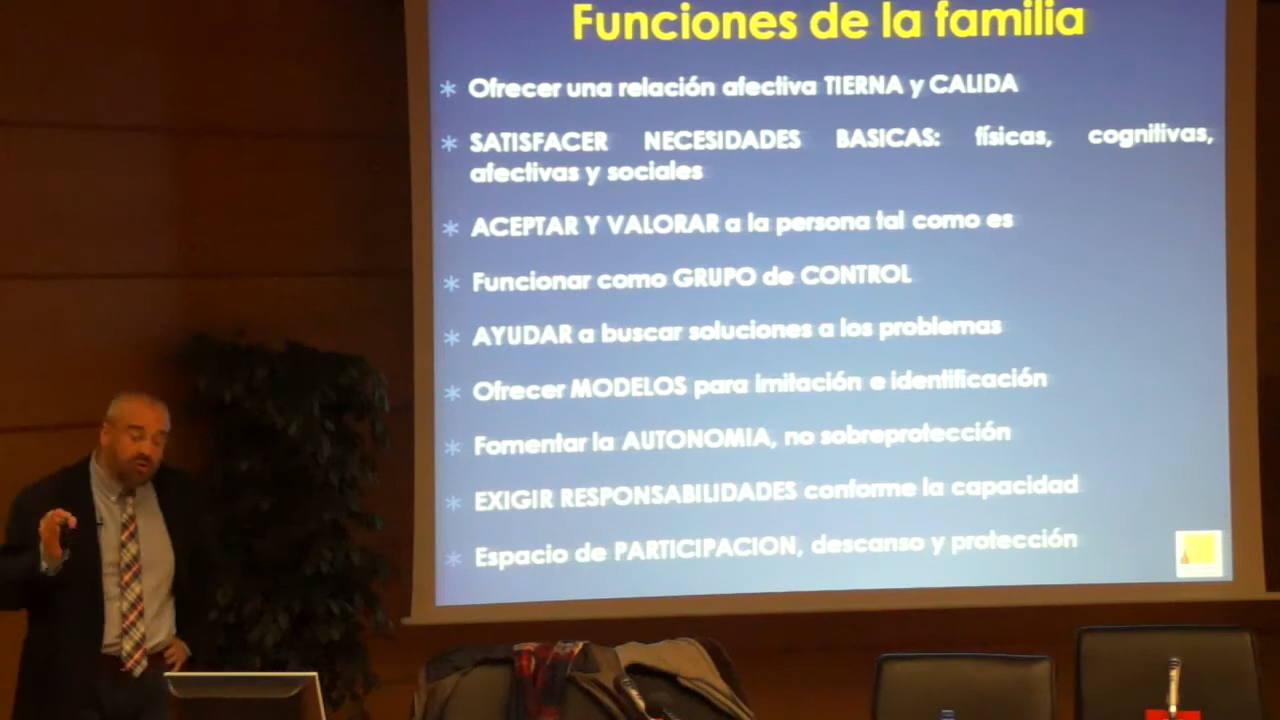 Funciones de la familia
* Ofrecer una relación afectiva TIERNA y CALIDA
* SATISFACER NECESIDADES BASICAS: físicas, cognitivas,
afectivas y sociales
* ACEPTAR Y VALORAR a la persona tal como es
* Funcionar como GRUPO de CONTROL
* AYUDAR a buscar soluciones a los problemas
* Ofrecer MODELOS para imitación e identificación
* Fomentar la AUTONOMIA, no sobreprotección
* EXIGIR RESPONSABILIDADES conforme la capacidad
* Espacio de PARTICIPACION, descanso y protección